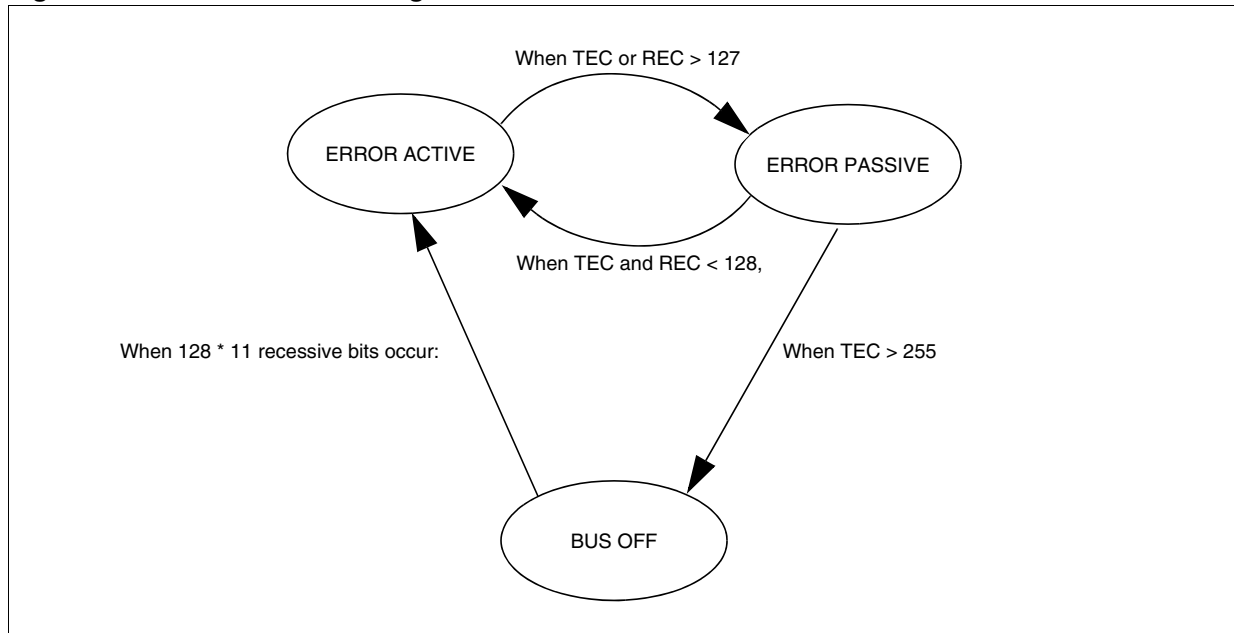 When TEC or REC > 127
ERROR ACTIVE
ERROR PASSIVE
When TEC and REC < 128,
When 128 * 11 recessive bits occur:
When TEC > 255
BUS OFF